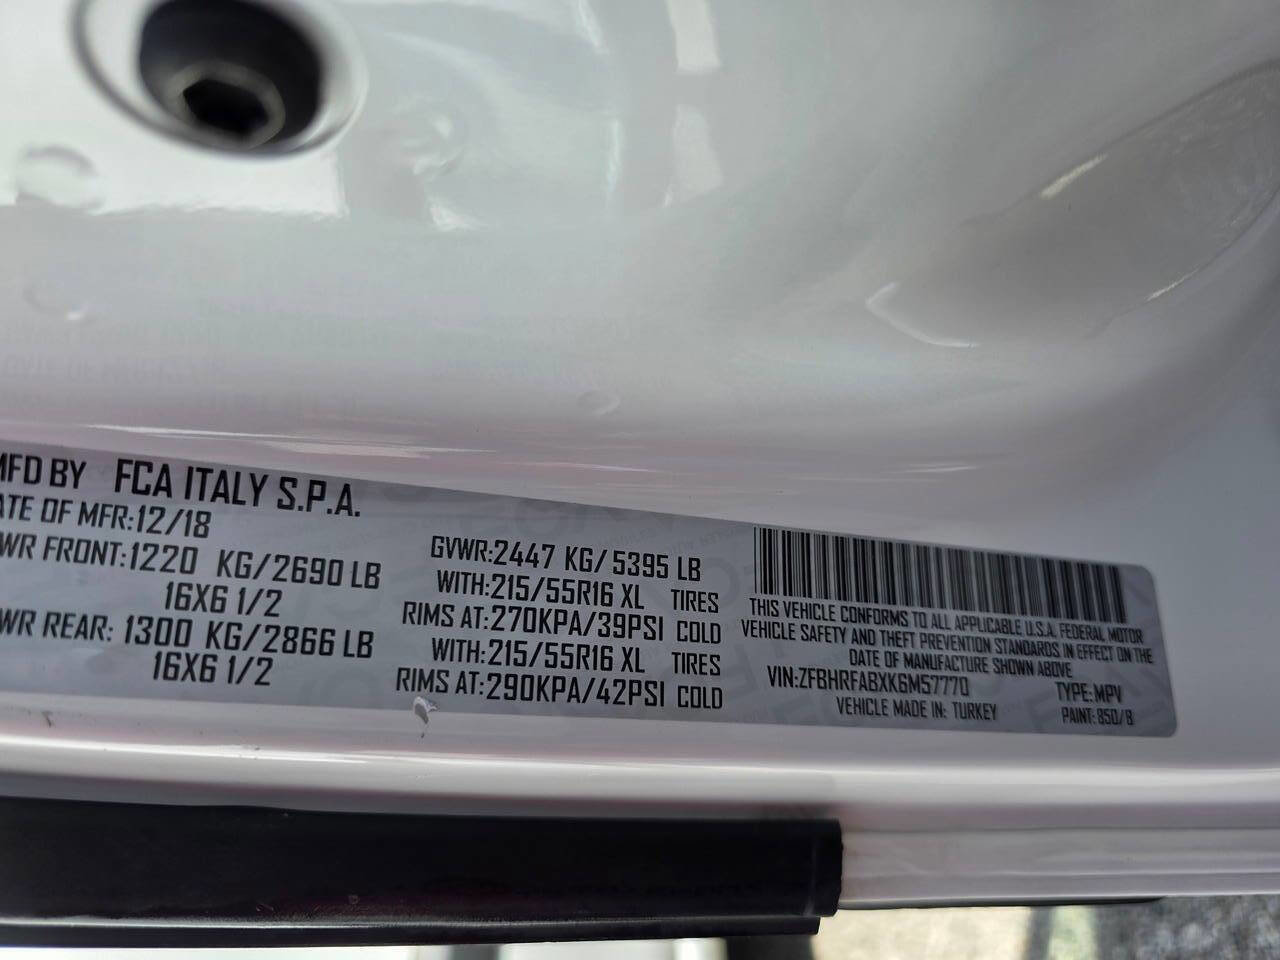 MFD BY FCA ITALY S.P.A.
ATE OF MFR:12/18
WR FRONT:1220 KG/2690 LB
16X6 1/2
WR REAR: 1300 KG/2866 LB
16X6 1/2
GVWR:2447 KG/5395 LB
WITH:215/55R16 XL TIRES
RIMS AT:270KPA/39PSI COLD
WITH:215/55R16 XL TIRES
RIMS AT:290KPA/42PSI COLD
THIS VEHICLE CONFORMS TO ALL APPLICABLE U.S.A. FEDERAL MOTOR
VEHICLE SAFETY AND THEFT PREVENTION STANDARDS IN EFFECT ON THE
DATE OF MANUFACTURE SHOWN ABOVE
VIN:ZFBHRFABXK6M57770 TYPE:MPV
VEHICLE MADE IN: TURKEY PAINT: 850/B